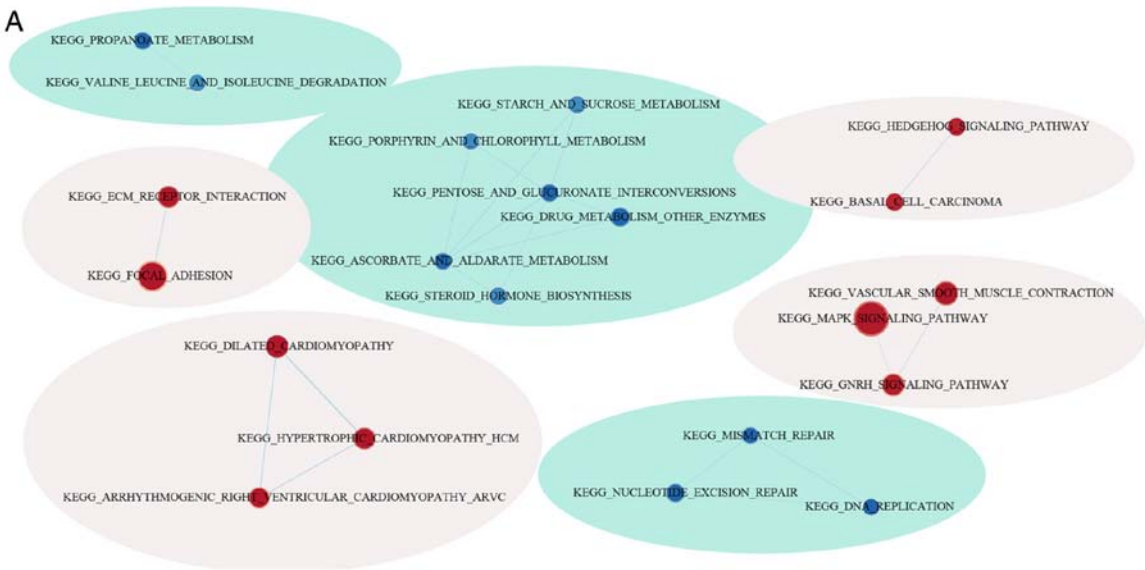 A
KEGG_PROPANOATE_METABOLISM
KEGG_VALINE_LEUCINE_AND_ISOLEUCINE_DEGRADATION
KEGG_STARCH_AND_SUCROSE_METABOLISM
KEGG_PORPHYRIN_AND_CHLOROPHYLL_METABOLISM
KEGG_PENTOSE_AND_GLUCURONATE_INTERCONVERSIONS
KEGG_DRUG_METABOLISM_OTHER_ENZYMES
KEGG_ASCORBATE_AND_ALDARATE_METABOLISM
KEGG_STEROID_HORMONE_BIOSYNTHESIS
KEGG_HEDGEHOG_SIGNALING_PATHWAY
KEGG_BASAL_CELL_CARCINOMA
KEGG_ECM_RECEPTOR_INTERACTION
KEGG_FOCAL_ADHESION
KEGG_VASCULAR_SMOOTH_MUSCLE_CONTRACTION
KEGG_MAPK_SIGNALING_PATHWAY
KEGG_GNRH_SIGNALING_PATHWAY
KEGG_DILATED_CARDIOMYOPATHY
KEGG_HYPERTROPHIC_CARDIOMYOPATHY_HCM
KEGG_ARRHYTHMOGENIC_RIGHT_VENTRICULAR_CARDIOMYOPATHY_ARVC
KEGG_MISMATCH_REPAIR
KEGG_NUCLEOTIDE_EXCISION_REPAIR
KEGG_DNA_REPLICATION